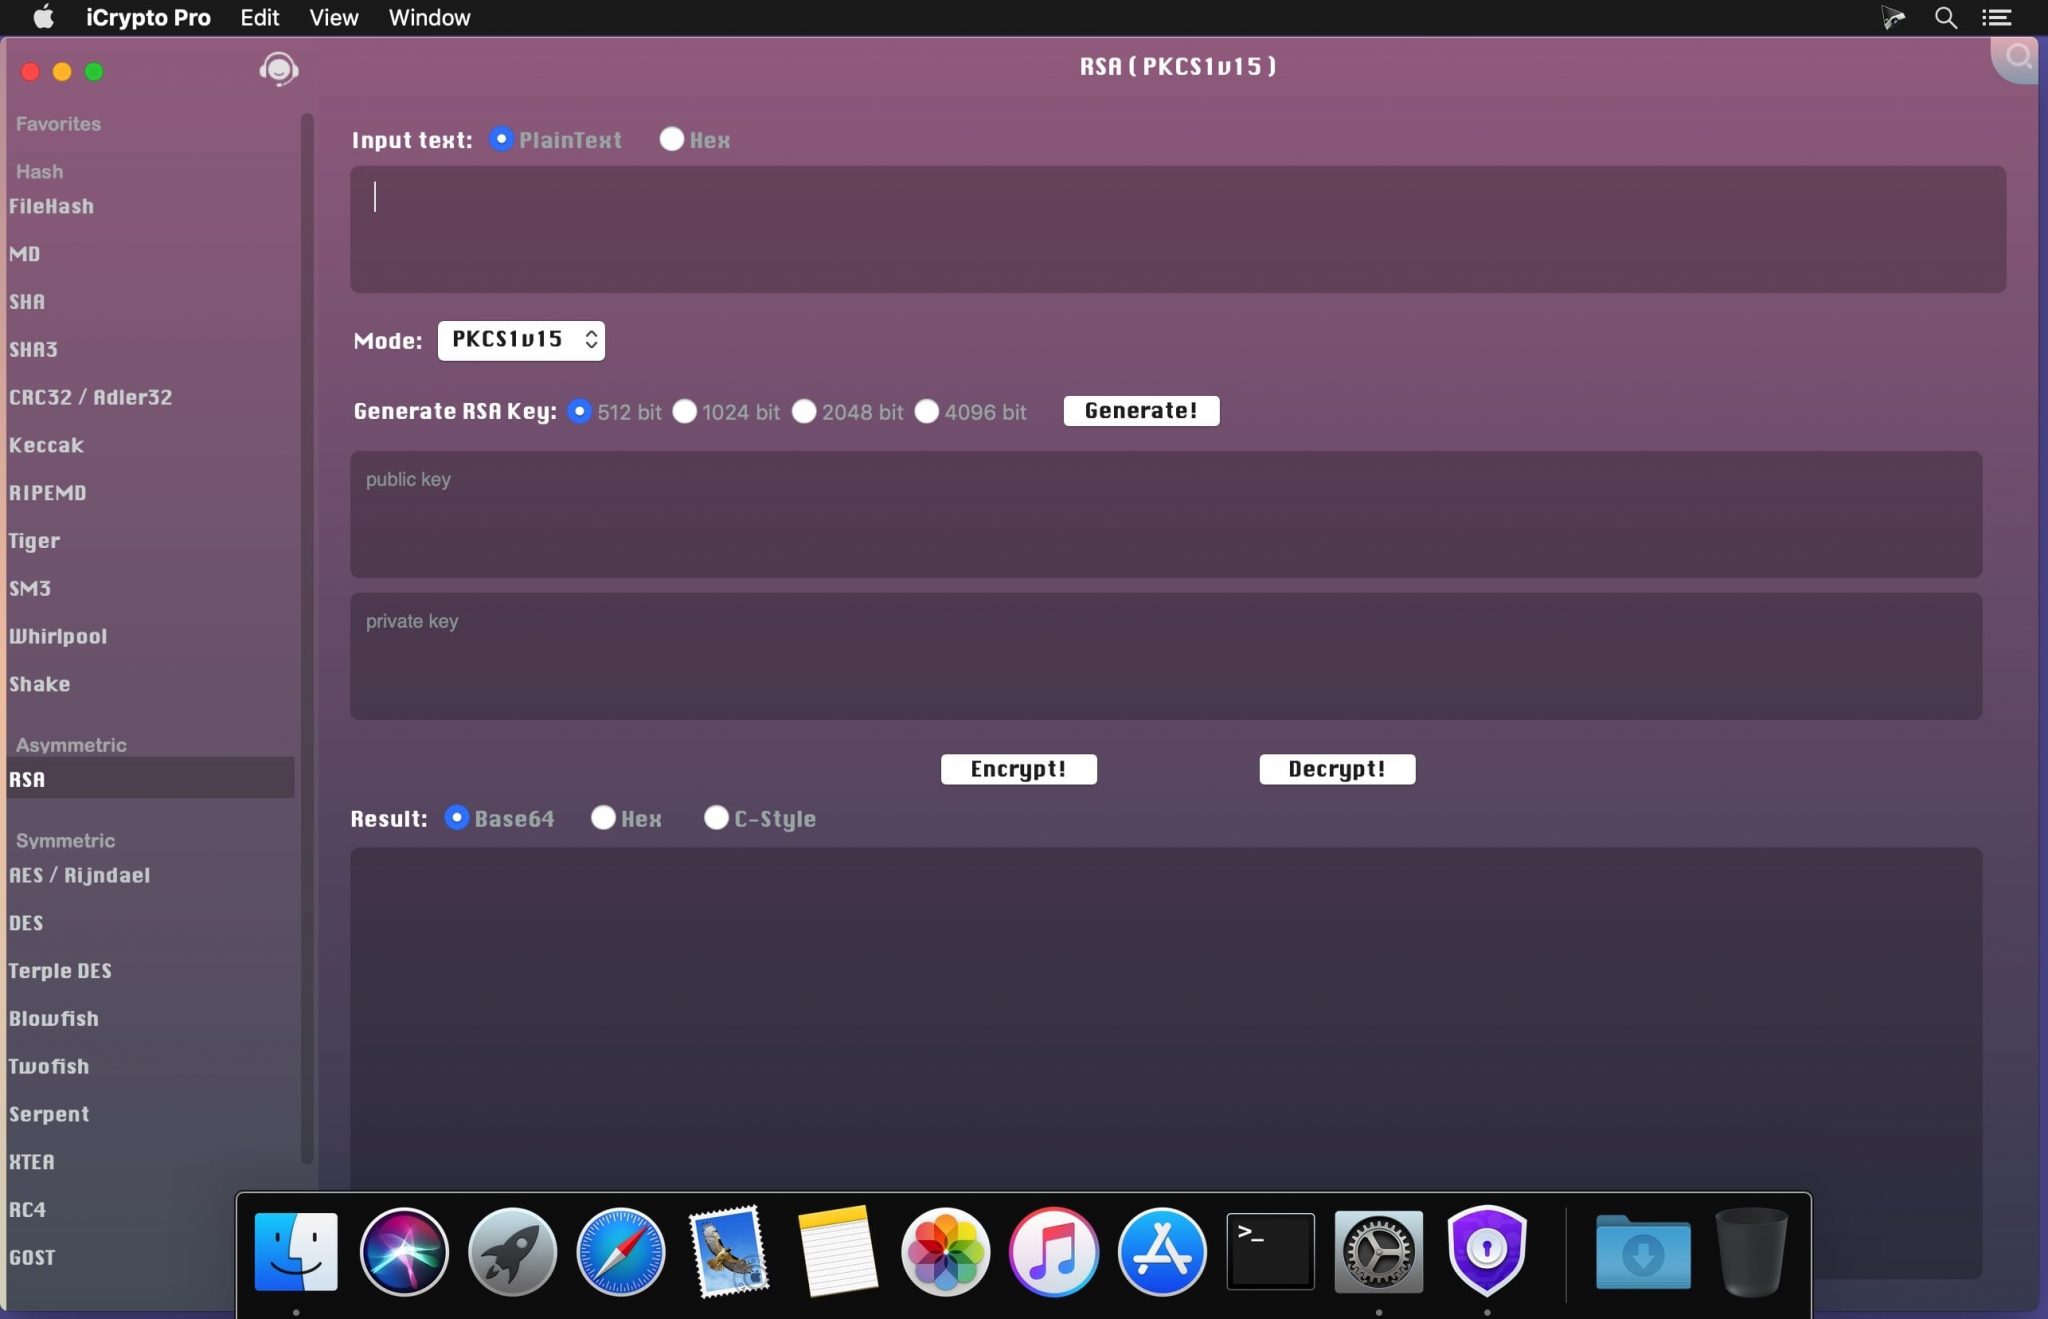 iCrypto Pro Edit View Window
RSA ( PKCS1v15 )
Favorites
Hash
FileHash
MD
SHA
SHA3
CRC32 / Adler32
Keccak
RIPEMD
Tiger
SM3
Whirlpool
Shake
Asymmetric
RSA
Symmetric
AES / Rijndael
DES
Terple DES
Blowfish
Twofish
Serpent
XTEA
RC4
GOST
Input text: PlainText Hex
Mode: PKCS1v15
Generate RSA Key: 512 bit 1024 bit 2048 bit 4096 bit Generate!
public key
private key
Encrypt! Decrypt!
Result: Base64 Hex C-Style
>_